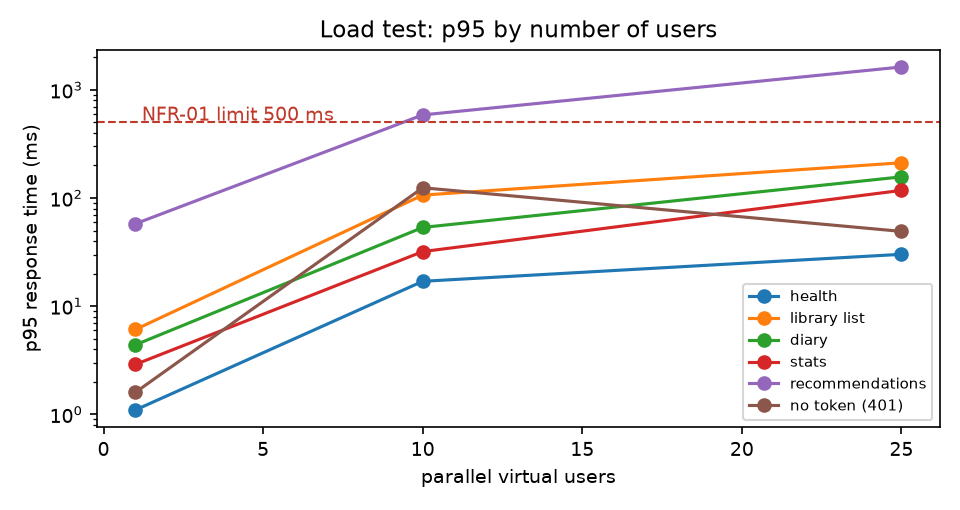 Load test: p95 by number of users
p95 response time (ms)
10³
10²
10¹
10⁰
NFR-01 limit 500 ms
health
library list
diary
stats
recommendations
no token (401)
0 5 10 15 20 25
parallel virtual users